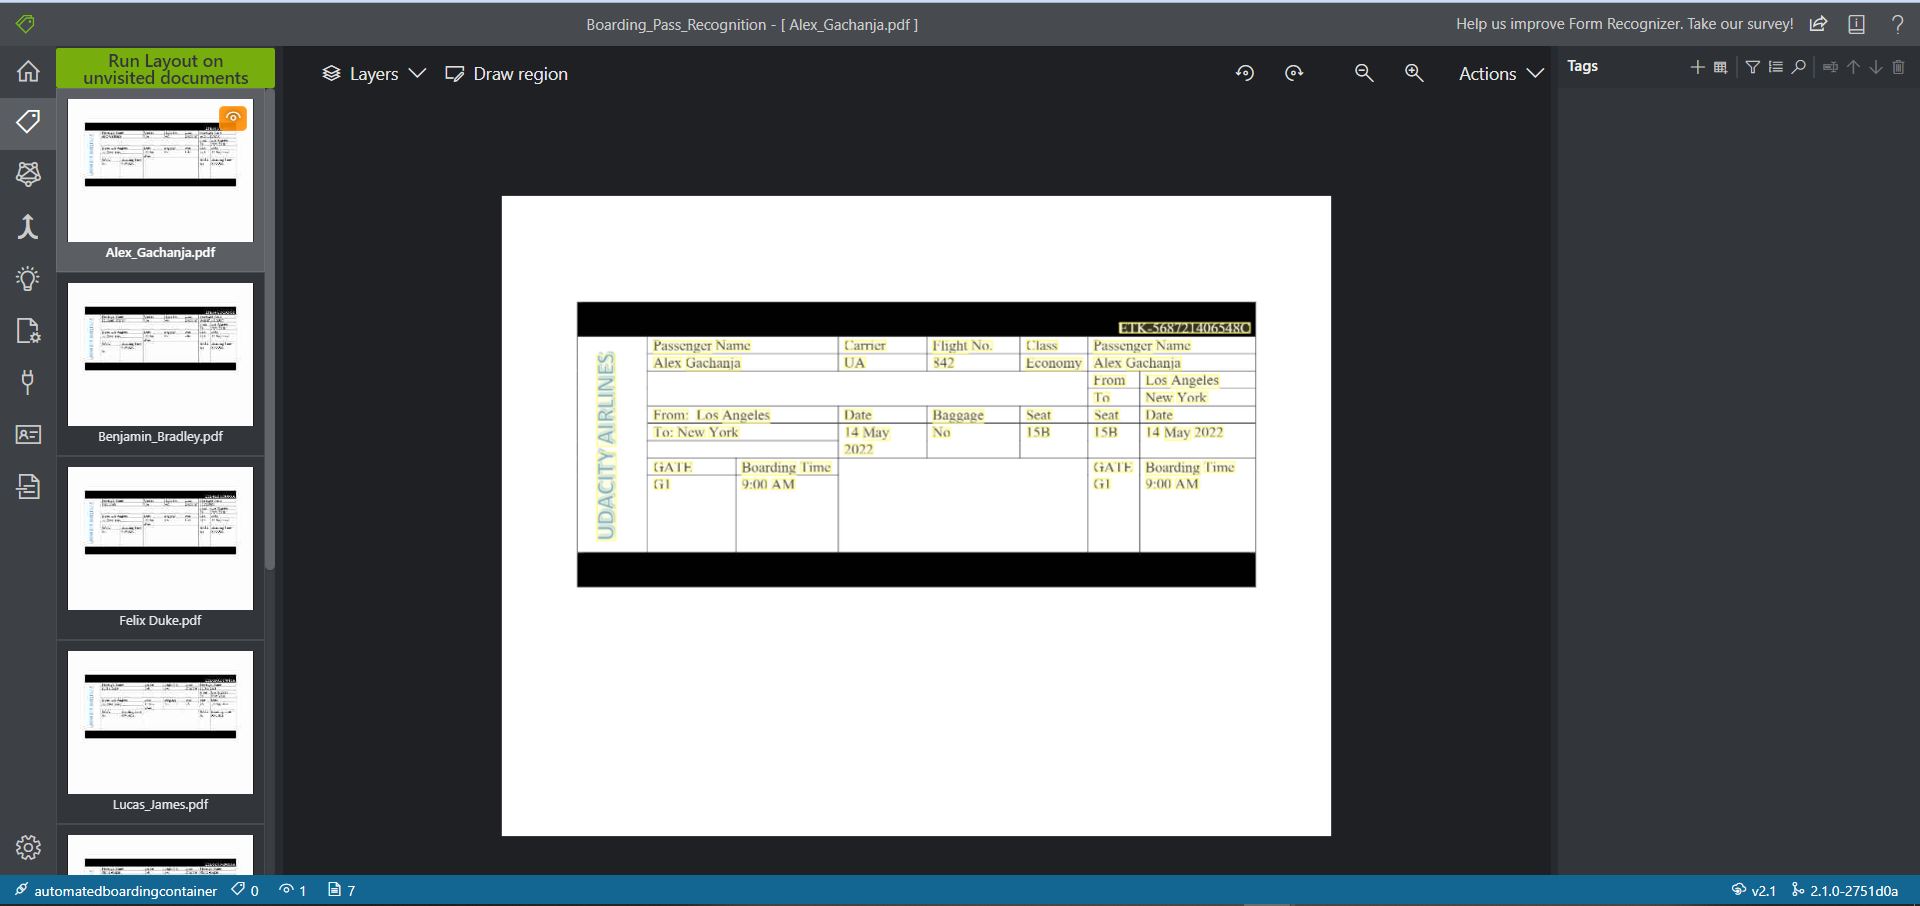 Boarding_Pass_Recognition - [ Alex_Gachanja.pdf ]
Help us improve Form Recognizer. Take our survey!
Run Layout on
unvisited documents
Layers
Draw region
Actions
Tags
Alex_Gachanja.pdf
Benjamin_Bradley.pdf
Felix Duke.pdf
Lucas_James.pdf
ETK-568721406548C
UDACITY AIRLINES
Passenger Name Carrier Flight No. Class Passenger Name
Alex Gachanja UA 842 Economy Alex Gachanja
From Los Angeles
To New York
From: Los Angeles Date Baggage Seat Seat Date
To: New York 14 May No 15B 15B 14 May 2022
2022
GATE Boarding Time GATE Boarding Time
G1 9:00 AM G1 9:00 AM
automatedboardingcontainer 0 1 7
v2.1 2.1.0-2751d0a